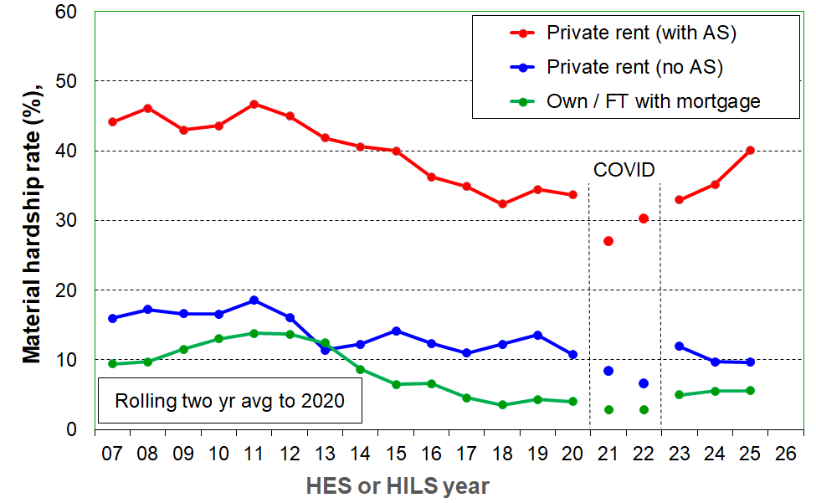 60
50
40
30
20
10
0
Material hardship rate (%),
Private rent (with AS)
Private rent (no AS)
Own / FT with mortgage
COVID
Rolling two yr avg to 2020
07 08 09 10 11 12 13 14 15 16 17 18 19 20 21 22 23 24 25 26
HES or HILS year